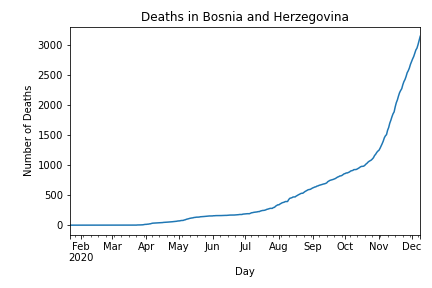 Deaths in Bosnia and Herzegovina
Number of Deaths
3000
2500
2000
1500
1000
500
0
Feb Mar Apr May Jun Jul Aug Sep Oct Nov Dec
2020
Day